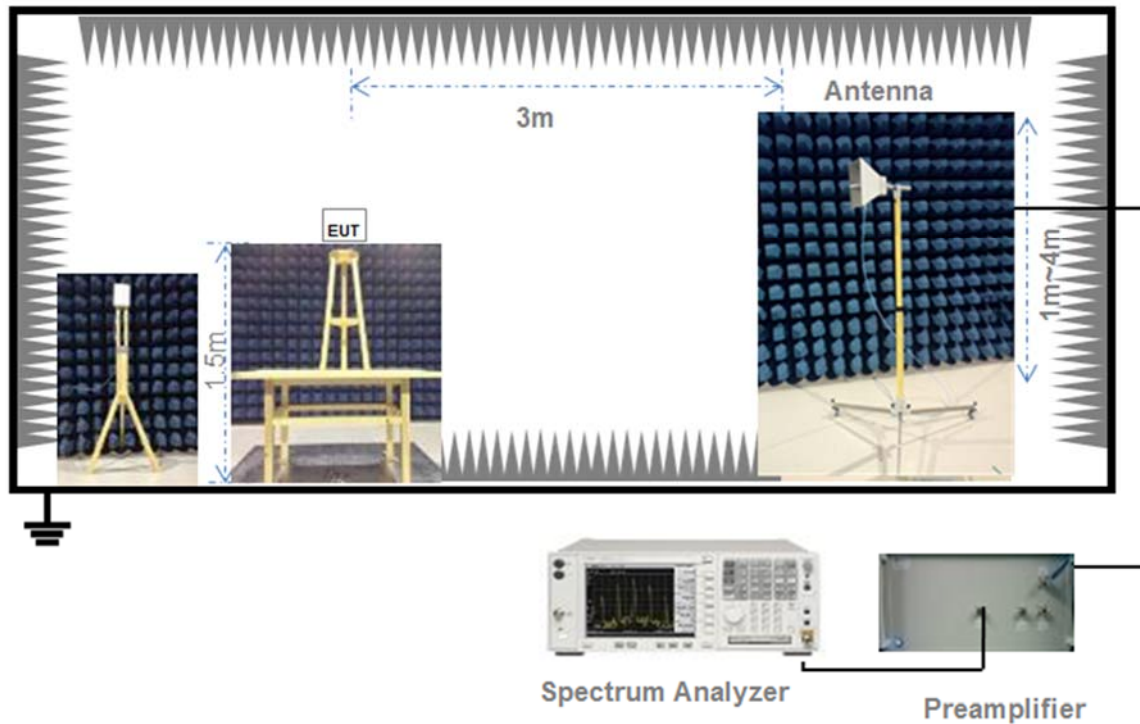 Antenna
3m
EUT
1.5m
1m~4m
Spectrum Analyzer
Preamplifier